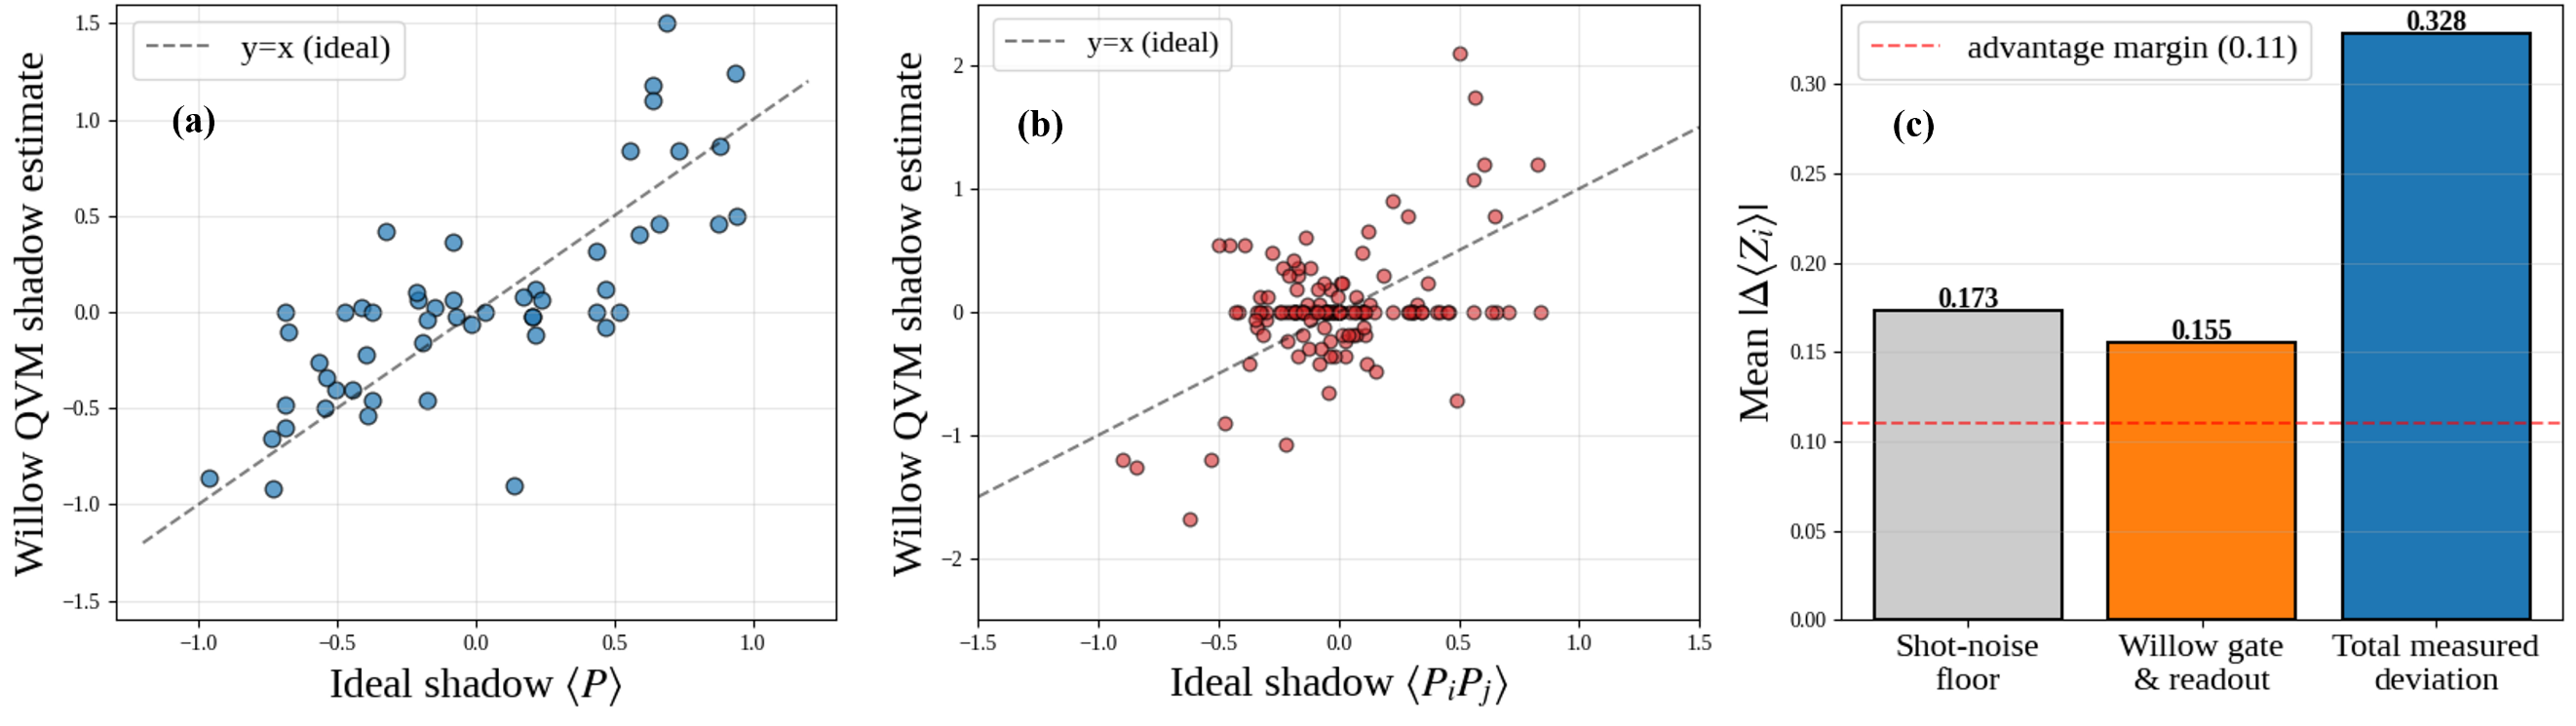 y=x (ideal)
(a)
Willow QVM shadow estimate
1.5
1.0
0.5
0.0
−0.5
−1.0
−1.5
−1.0
−0.5
0.0
0.5
1.0
Ideal shadow ⟨P⟩
y=x (ideal)
(b)
Willow QVM shadow estimate
2
1
0
−1
−2
−1.5
−1.0
−0.5
0.0
0.5
1.0
1.5
Ideal shadow ⟨PᵢPⱼ⟩
advantage margin (0.11)
(c)
Mean |Δ⟨Zᵢ⟩|
0.30
0.25
0.20
0.15
0.10
0.05
0.00
0.173
0.155
0.328
Shot-noise
floor
Willow gate
& readout
Total measured
deviation